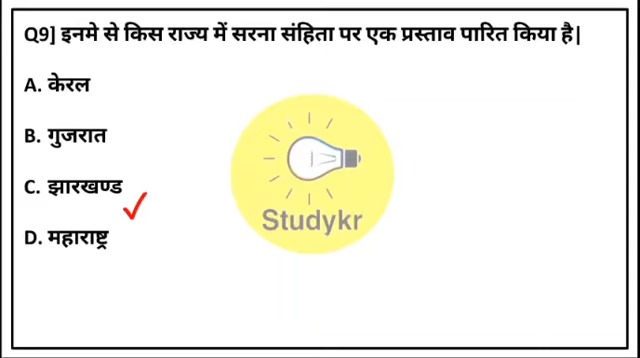 Q9] इनमे से किस राज्य में सरना संहिता पर एक प्रस्ताव पारित किया है|
A. केरल
B. गुजरात
C. झारखण्ड
D. महाराष्ट्र
Studykr